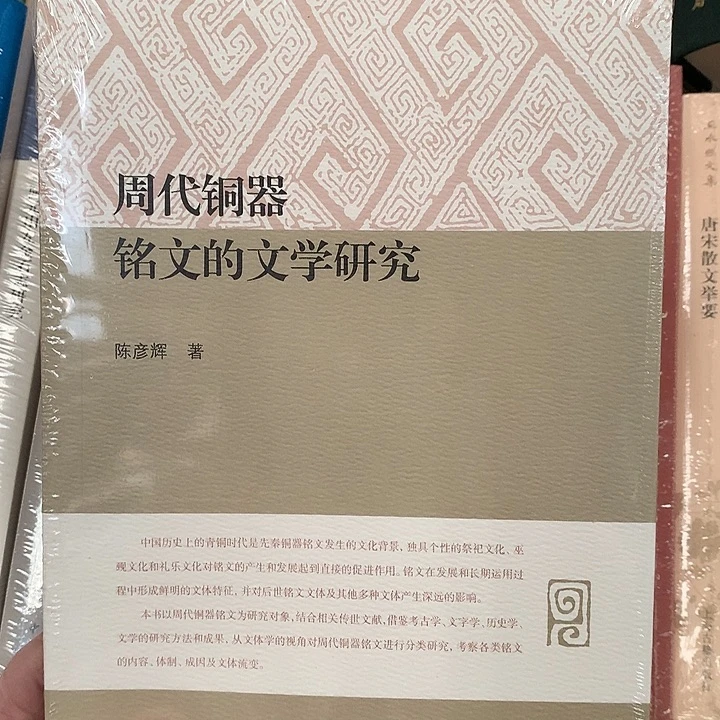 周代铜器
铭文的文学研究
陈彦辉 著
中国历史上的青铜时代是先秦铜器铭文发生的文化背景，独具个性的祭祀文化、巫
觋文化和礼乐文化对铭文的产生和发展起到直接的促进作用。铭文在发展和长期运用过
程中形成鲜明的文体特征，并对后世铭文文体及其他多种文体产生深远的影响。
本书以周代铜器铭文为研究对象，结合相关传世文献，借鉴考古学、文字学、历史学、
文学的研究方法和成果，从文体学的视角对周代铜器铭文进行分类研究，考察各类铭文
的内容、体制、成因及文体流变。
唐宋散文举要